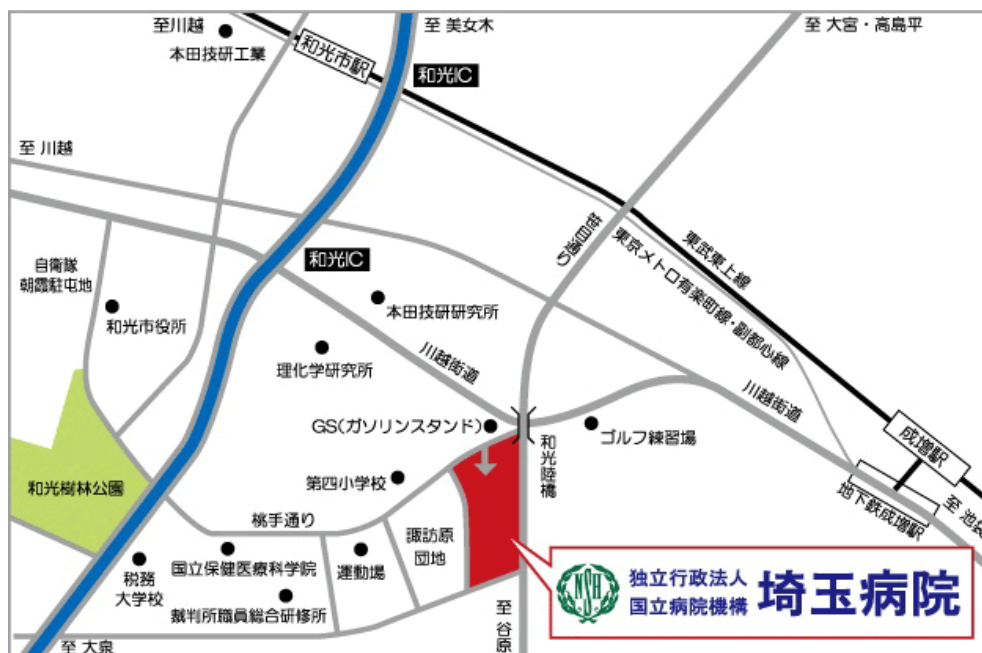 至川越
本田技研工業
和光市駅
至 美女木
和光IC
至 大宮・高島平
至 川越
自衛隊
朝霞駐屯地
和光市役所
和光IC
本田技研研究所
理化学研究所
川越街道
笹目通り
東武東上線
東京メトロ有楽町線・副都心線
川越街道
成増駅
地下鉄成増駅
至 池袋
GS(ガソリンスタンド)
和光陸橋
ゴルフ練習場
第四小学校
和光樹林公園
桃手通り
諏訪原
団地
税務
大学校
国立保健医療科学院
運動場
裁判所職員総合研修所
至 大泉
至 谷原
NSH
独立行政法人
国立病院機構
埼玉病院